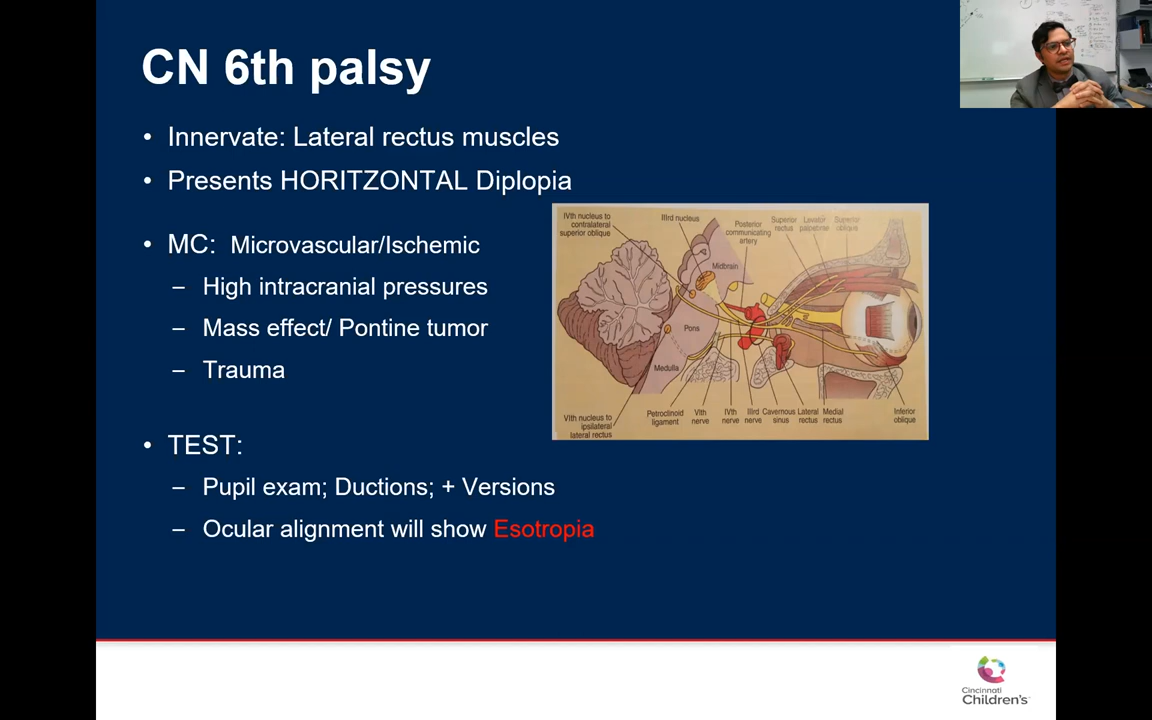 CN 6th palsy
• Innervate: Lateral rectus muscles
• Presents HORITZONTAL Diplopia
• MC: Microvascular/Ischemic
– High intracranial pressures
– Mass effect/ Pontine tumor
– Trauma
• TEST:
– Pupil exam; Ductions; + Versions
– Ocular alignment will show Esotropia
IVth nucleus to
contralateral
superior oblique
IIIrd nucleus
Posterior
communicating
artery
Superior
rectus
Levator
palpebrae
Superior
oblique
Midbrain
Pons
Medulla
VIth nucleus to
ipsilateral
lateral rectus
Petroclinoid
ligament
VIth
nerve
IVth
nerve
IIIrd
nerve
Cavernous
sinus
Lateral
rectus
Medial
rectus
Inferior
oblique
Cincinnati
Children's